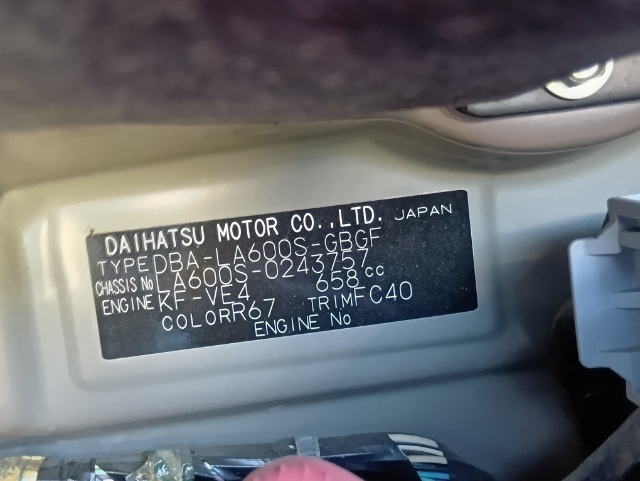 DAIHATSU MOTOR CO.,LTD. JAPAN
TYPE DBA-LA600S-GBGF
CHASSIS No LA600S-0243757
ENGINE KF-VE4 658cc
COLOR R67 TRIM FC40
ENGINE No